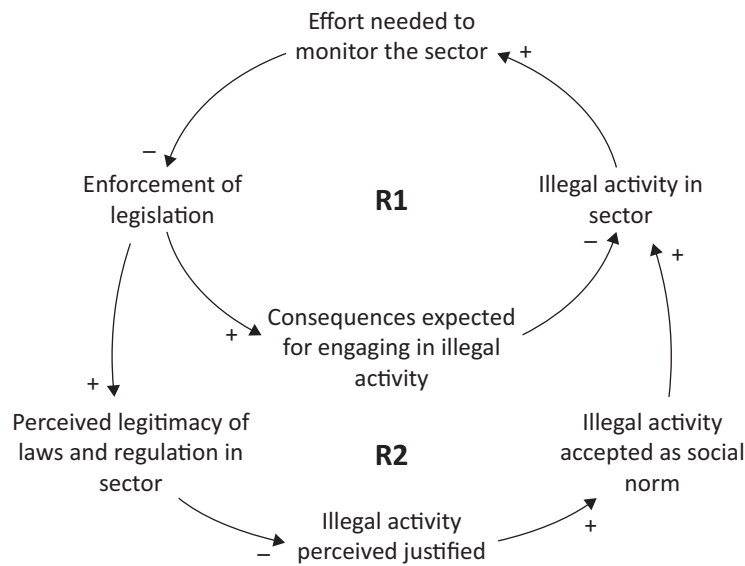 Effort needed to
monitor the sector
+
–
Enforcement of
legislation
R1
Illegal activity in
sector
–
+
Consequences expected
for engaging in illegal
activity
+
+
Perceived legitimacy of
laws and regulation in
sector
R2
Illegal activity
accepted as social
norm
–
Illegal activity
perceived justified
+